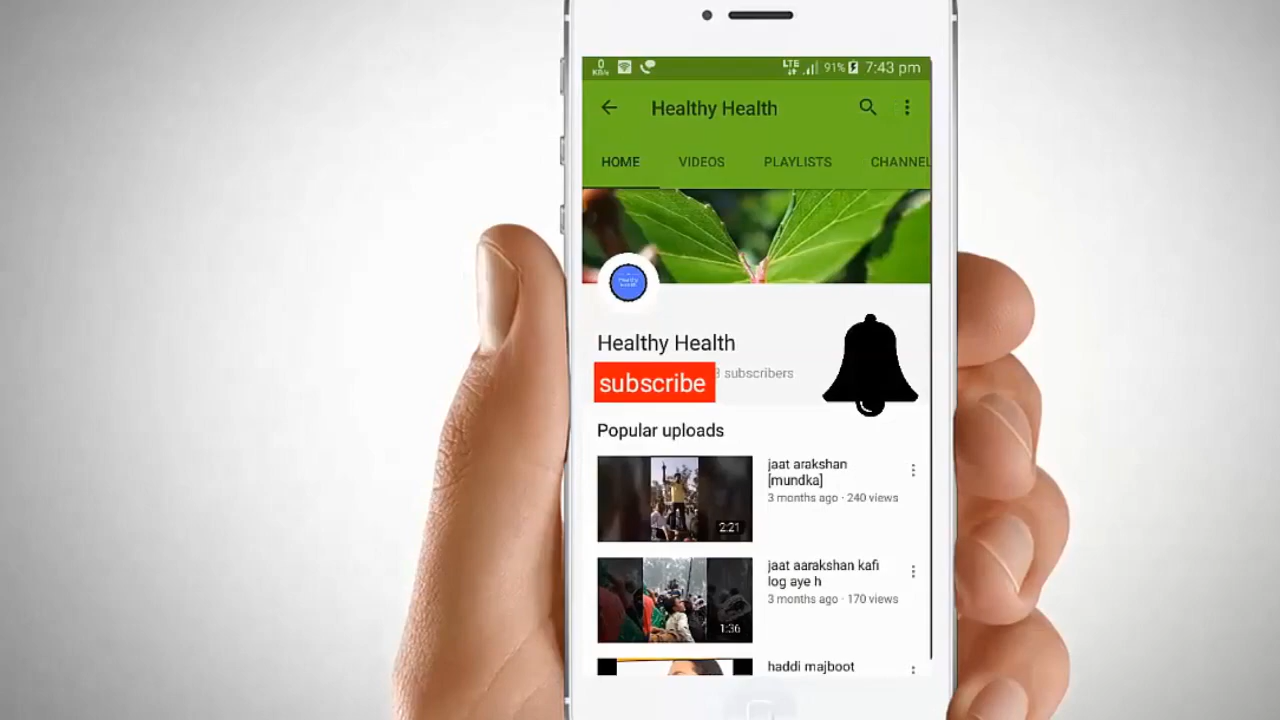 0
KB/s
LTE
91%
7:43 pm
Healthy Health
HOME VIDEOS PLAYLISTS CHANNEL
Healthy Health
subscribe
3 subscribers
Popular uploads
jaat arakshan
[mundka]
3 months ago · 240 views
2:21
jaat aarakshan kafi
log aye h
3 months ago · 170 views
1:36
haddi majboot